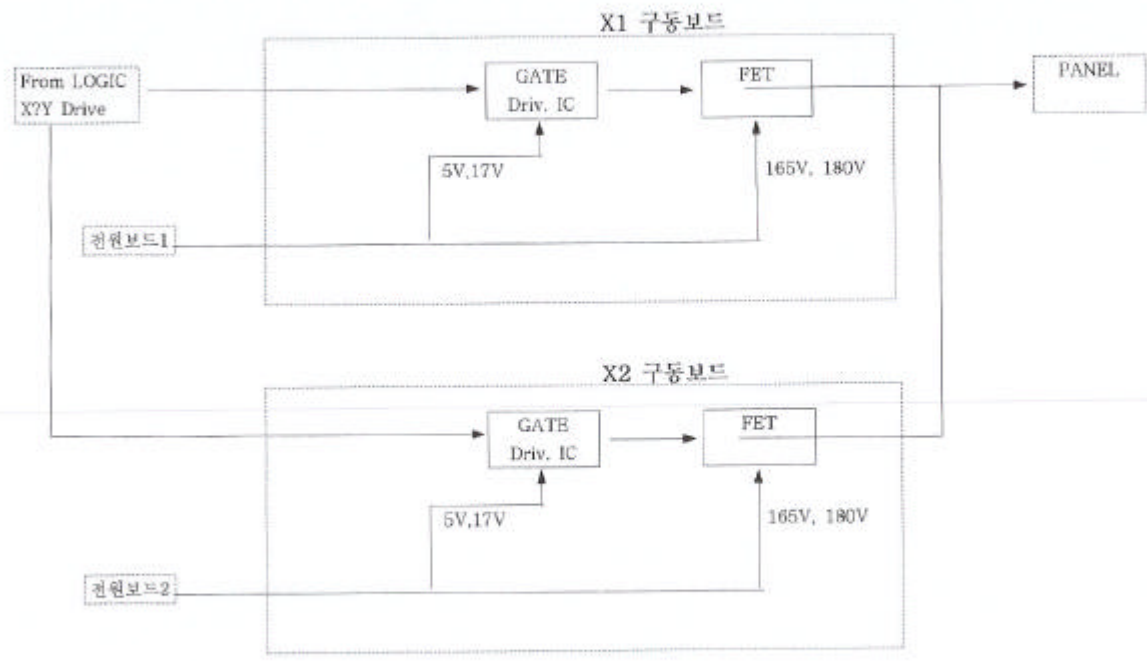 X1 구동보드
From LOGIC
X?Y Drive
GATE
Driv. IC
FET
PANEL
5V,17V
165V, 180V
전원보드1
X2 구동보드
GATE
Driv. IC
FET
5V,17V
165V, 180V
전원보드2